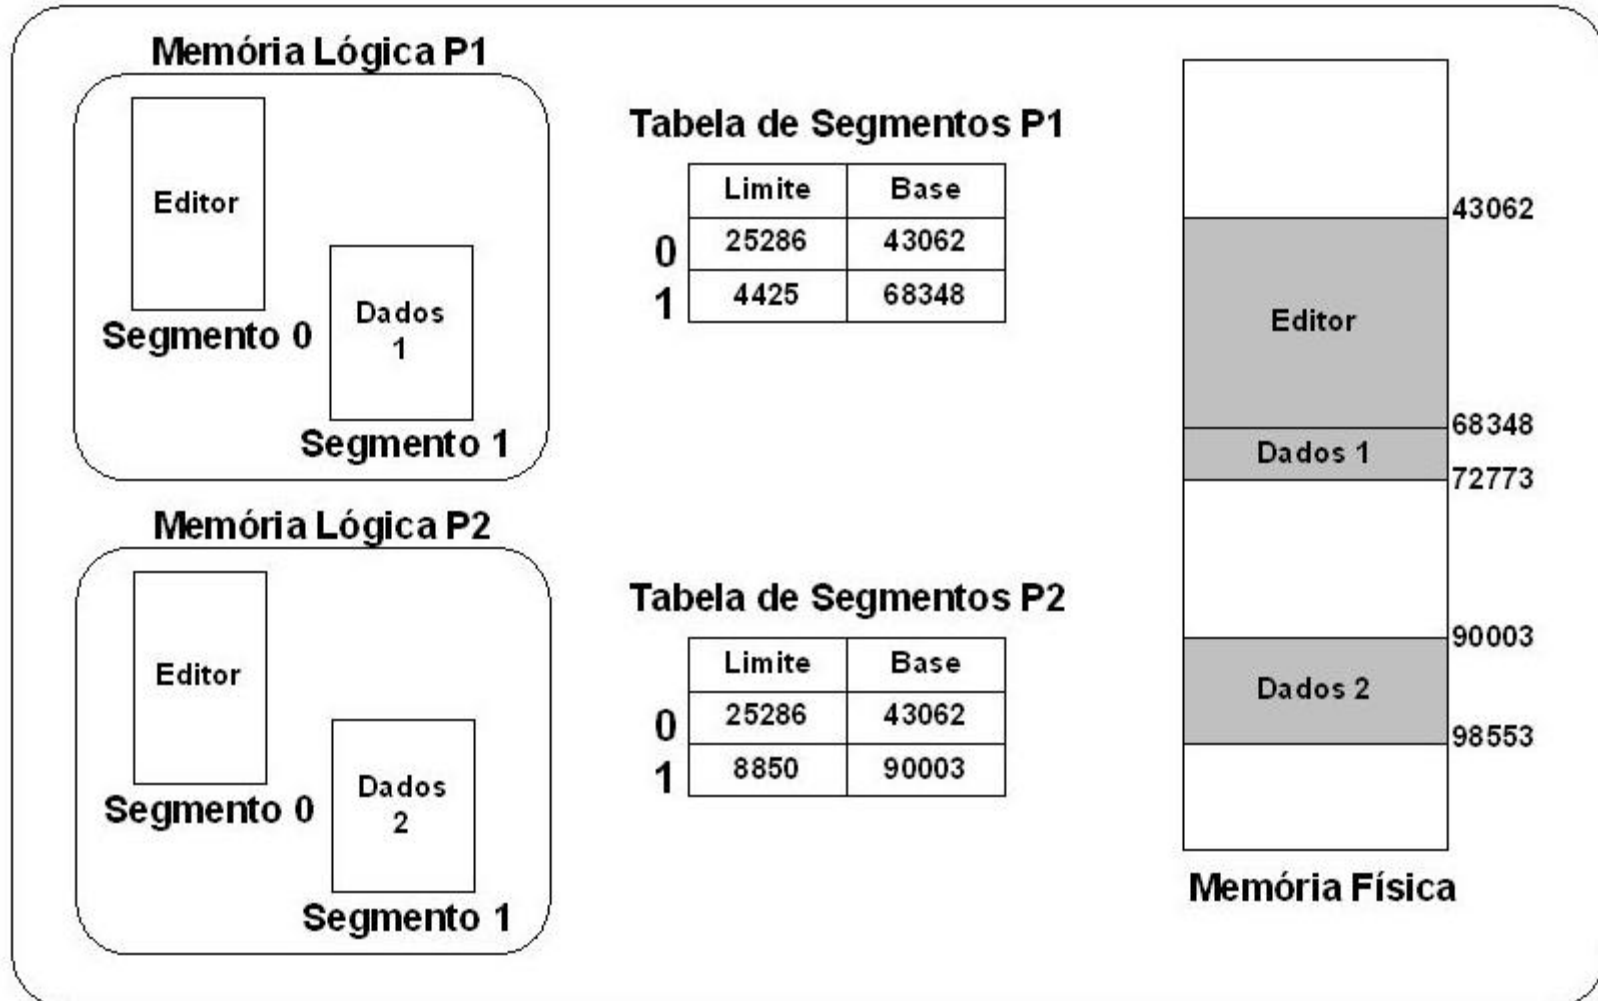 Memória Lógica P1
Editor
Segmento 0
Dados
1
Segmento 1
Tabela de Segmentos P1
Limite Base
0 25286 43062
1 4425 68348
Memória Lógica P2
Editor
Segmento 0
Dados
2
Segmento 1
Tabela de Segmentos P2
Limite Base
0 25286 43062
1 8850 90003
43062
Editor
68348
Dados 1
72773
90003
Dados 2
98553
Memória Física